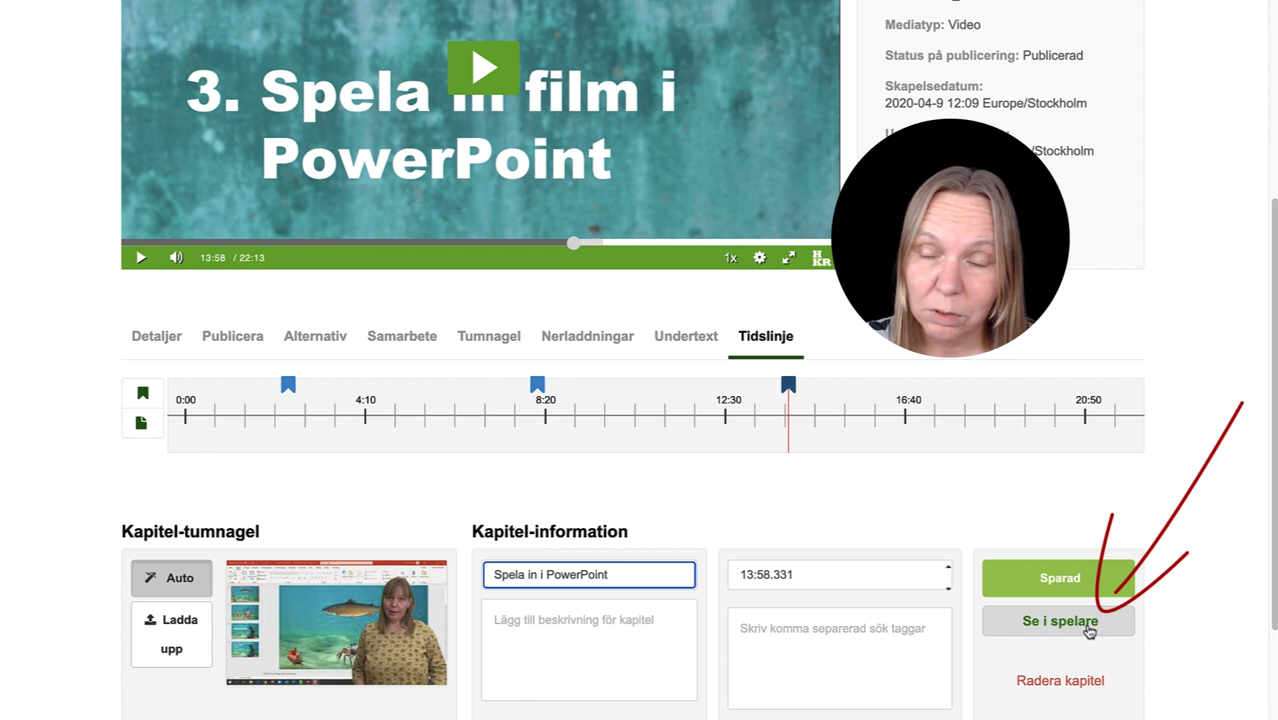 Mediatyp: Video
Status på publicering: Publicerad
Skapelsedatum:
2020-04-9 12:09 Europe/Stockholm
/Stockholm
3. Spela in film i
PowerPoint
13:58 / 22:13
1x
H
KR
Detaljer Publicera Alternativ Samarbete Tumnagel Nerladdningar Undertext Tidslinje
0:00 4:10 8:20 12:30 16:40 20:50
Kapitel-tumnagel
Kapitel-information
Auto
Ladda
upp
Spela in i PowerPoint
Lägg till beskrivning för kapitel
13:58.331
Skriv komma separerad sök taggar
Sparad
Se i spelare
Radera kapitel